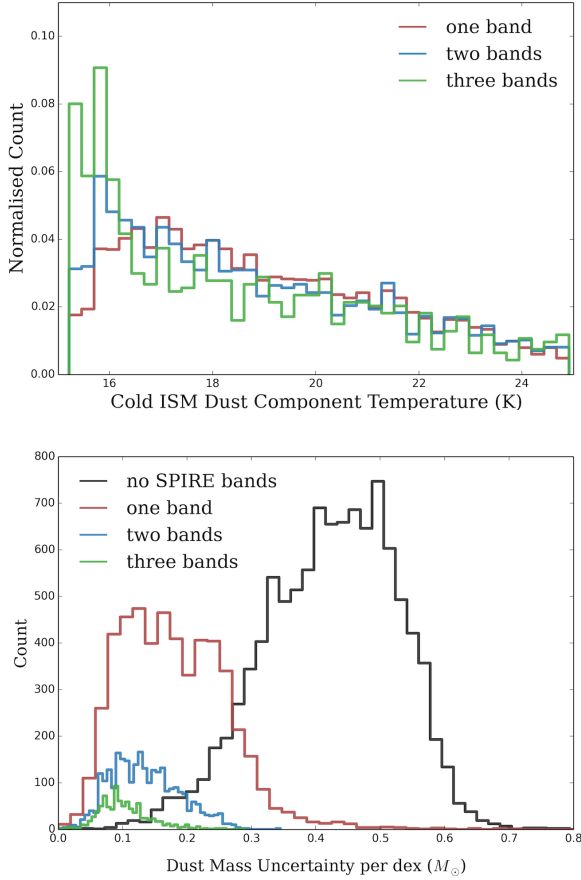 0.10
0.08
0.06
0.04
0.02
0.00
Normalised Count
one band
two bands
three bands
16 18 20 22 24
Cold ISM Dust Component Temperature (K)
800
700
600
500
400
300
200
100
0
Count
no SPIRE bands
one band
two bands
three bands
0.0 0.1 0.2 0.3 0.4 0.5 0.6 0.7 0.8
Dust Mass Uncertainty per dex (M⊙)